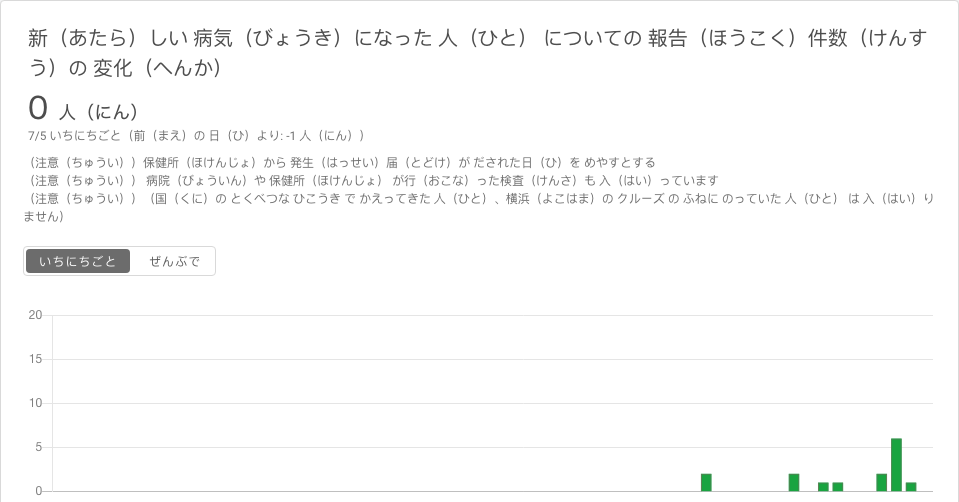 新（あたら）しい 病気（びょうき）になった 人（ひと） についての 報告（ほうこく）件数（けんす
う）の 変化（へんか）
0 人（にん）
7/5 いちにちごと（前（まえ）の 日（ひ）より: -1 人（にん））
（注意（ちゅうい））保健所（ほけんじょ）から 発生（はっせい）届（とどけ）が だされた日（ひ）を めやすとする
（注意（ちゅうい）） 病院（びょういん）や 保健所（ほけんじょ） が行（おこな）った検査（けんさ）も 入（はい）っています
（注意（ちゅうい））（国（くに）の とくべつな ひこうき で かえってきた 人（ひと）、横浜（よこはま）の クルーズ の ふねに のっていた 人（ひと） は 入（はい）り
ません）
いちにちごと ぜんぶで
20
15
10
5
0